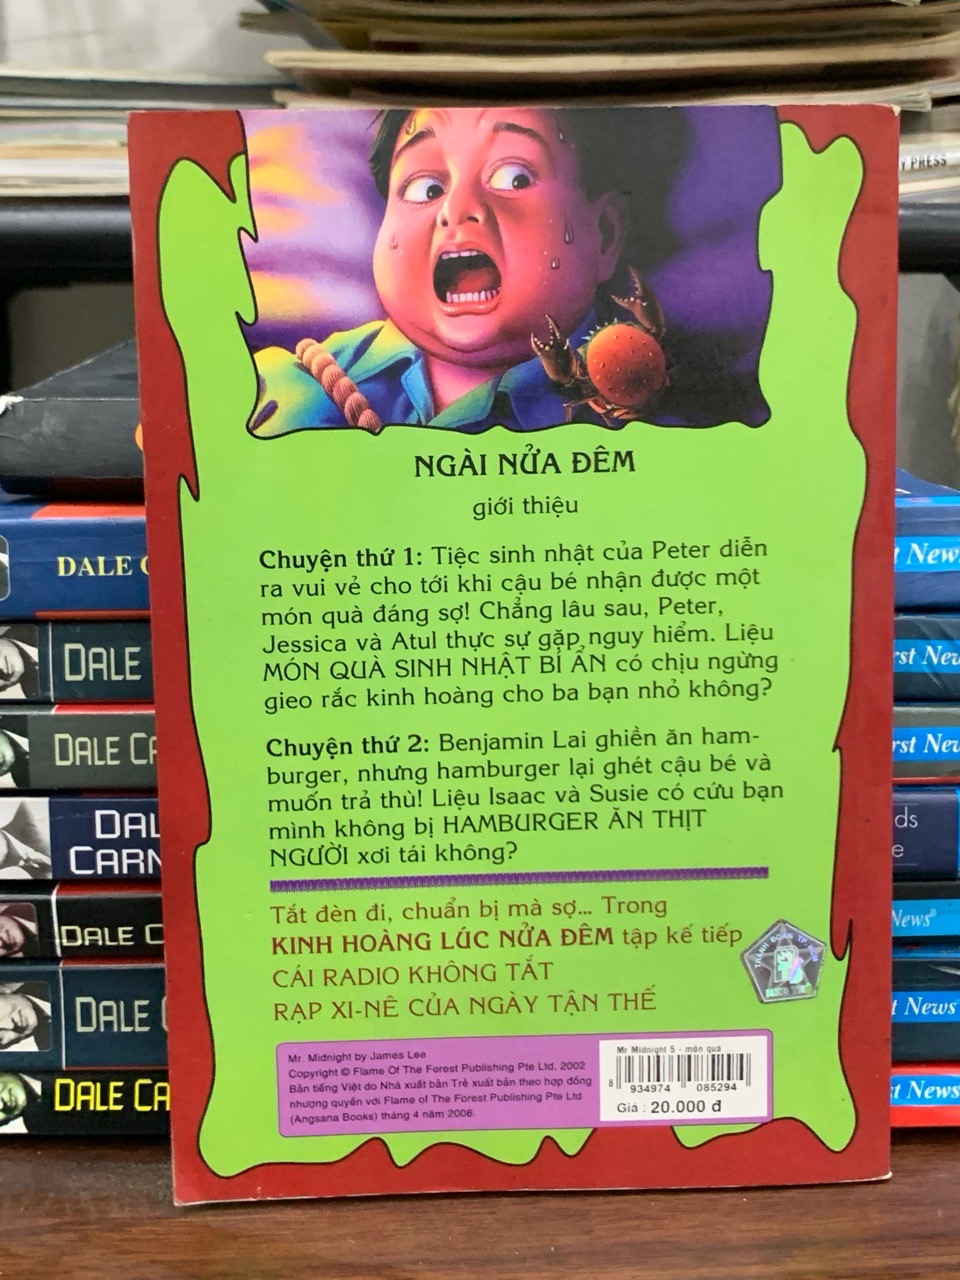 NGÀI NỬA ĐÊM
giới thiệu
Chuyện thứ 1: Tiệc sinh nhật của Peter diễn
ra vui vẻ cho tới khi cậu bé nhận được một
món quà đáng sợ! Chẳng lâu sau, Peter,
Jessica và Atul thực sự gặp nguy hiểm. Liệu
MÓN QUÀ SINH NHẬT BÍ ẨN có chịu ngừng
gieo rắc kinh hoàng cho ba bạn nhỏ không?
Chuyện thứ 2: Benjamin Lai ghiền ăn ham-
burger, nhưng hamburger lại ghét cậu bé và
muốn trả thù! Liệu Isaac và Susie có cứu bạn
mình không bị HAMBURGER ĂN THỊT
NGƯỜI xơi tái không?
Tắt đèn đi, chuẩn bị mà sợ... Trong
KINH HOÀNG LÚC NỬA ĐÊM tập kế tiếp
CÁI RADIO KHÔNG TẮT
RẠP XI-NÊ CỦA NGÀY TẬN THẾ
Mr. Midnight by James Lee
Copyright © Flame Of The Forest Publishing Pte Ltd, 2002
Bản tiếng Việt do Nhà xuất bản Trẻ xuất bản theo hợp đồng
nhượng quyền với Flame of The Forest Publishing Pte Ltd
(Angsana Books) tháng 4 năm 2006.
Mr Midnight 5 - món quà
8 934974 085294
Giá : 20.000 đ
THÀNH ĐOÀN TP. HCM
PRESS
DALE
DALE
DALE CA
DAL
CARN
DALE C
DALE
DALE CA
News
rst New
rst New
ds
e
News®
t News
st News